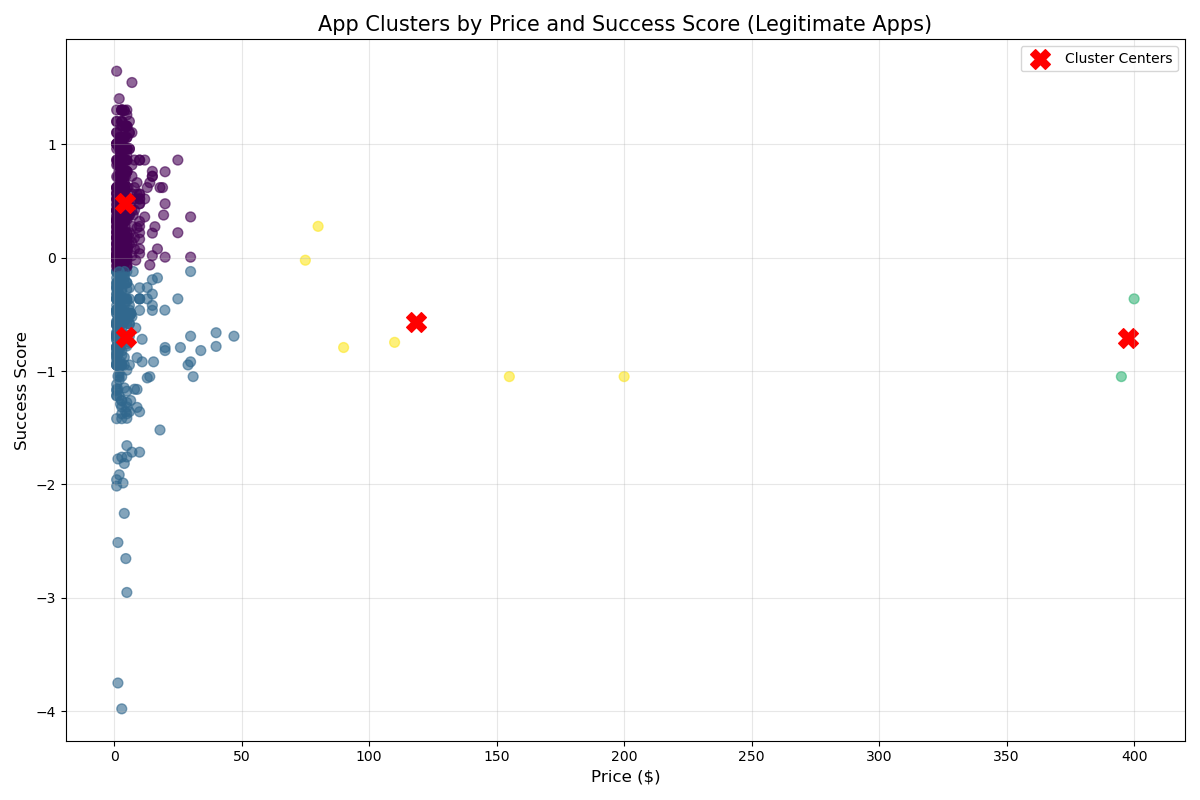 App Clusters by Price and Success Score (Legitimate Apps)
Cluster Centers
Success Score
1
0
−1
−2
−3
−4
0 50 100 150 200 250 300 350 400
Price ($)